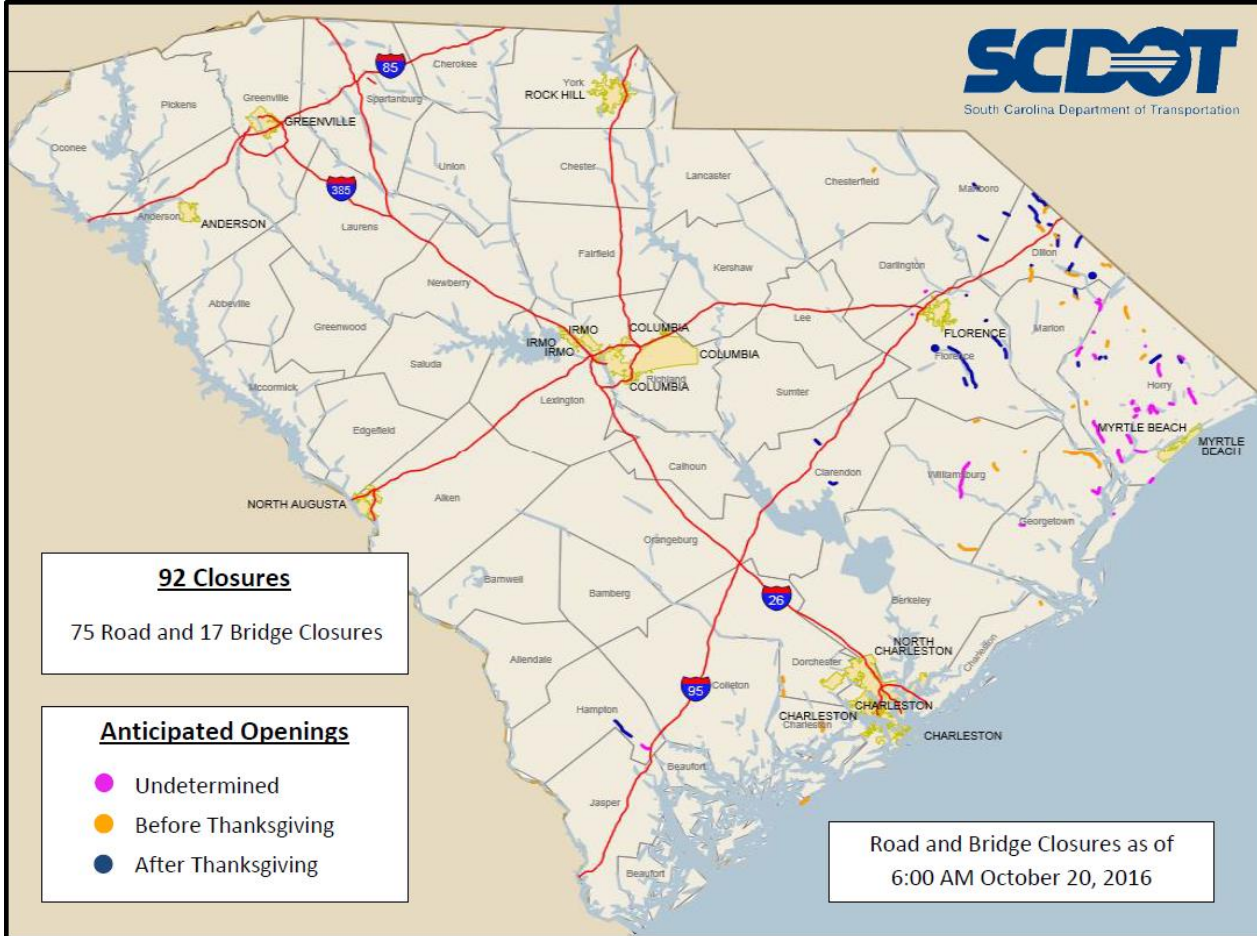 SCDOT
South Carolina Department of Transportation
85
Cherokee
York
ROCK HILL
Greenville
Spartanburg
Pickens
GREENVILLE
Oconee
Union
Chester
Lancaster
Chesterfield
Marlboro
385
Anderson
ANDERSON
Laurens
Fairfield
Kershaw
Darlington
Dillon
Newberry
Abbeville
Greenwood
IRMO
COLUMBIA
Lee
FLORENCE
Marion
IRMO
IRMO
COLUMBIA
Florence
Saluda
Richland
COLUMBIA
Horry
Mccormick
Lexington
Sumter
Edgefield
MYRTLE BEACH
MYRTLE
BEACH
Calhoun
Clarendon
Williamsburg
NORTH AUGUSTA
Aiken
Georgetown
Orangeburg
92 Closures
75 Road and 17 Bridge Closures
Barnwell
Bamberg
26
Berkeley
NORTH
CHARLESTON
Charleston
Allendale
Dorchester
Colleton
95
CHARLESTON
Hampton
CHARLESTON
Charleston
CHARLESTON
Beaufort
Jasper
Beaufort
Anticipated Openings
Undetermined
Before Thanksgiving
After Thanksgiving
Road and Bridge Closures as of
6:00 AM October 20, 2016